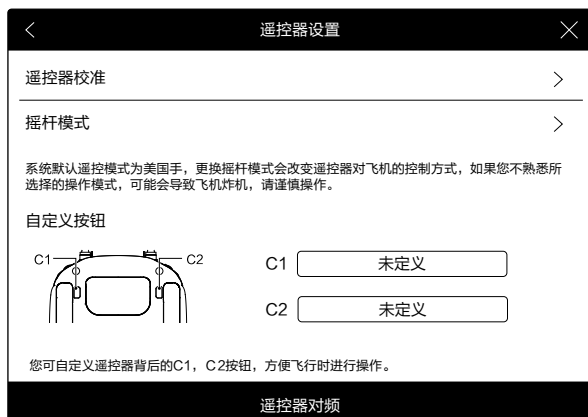 遥控器设置
遥控器校准
摇杆模式
系统默认遥控模式为美国手，更换摇杆模式会改变遥控器对飞机的控制方式，如果您不熟悉所
选择的操作模式，可能会导致飞机炸机，请谨慎操作。
自定义按钮
C1 C2
C1 未定义
C2 未定义
您可自定义遥控器背后的C1，C2按钮，方便飞行时进行操作。
遥控器对频